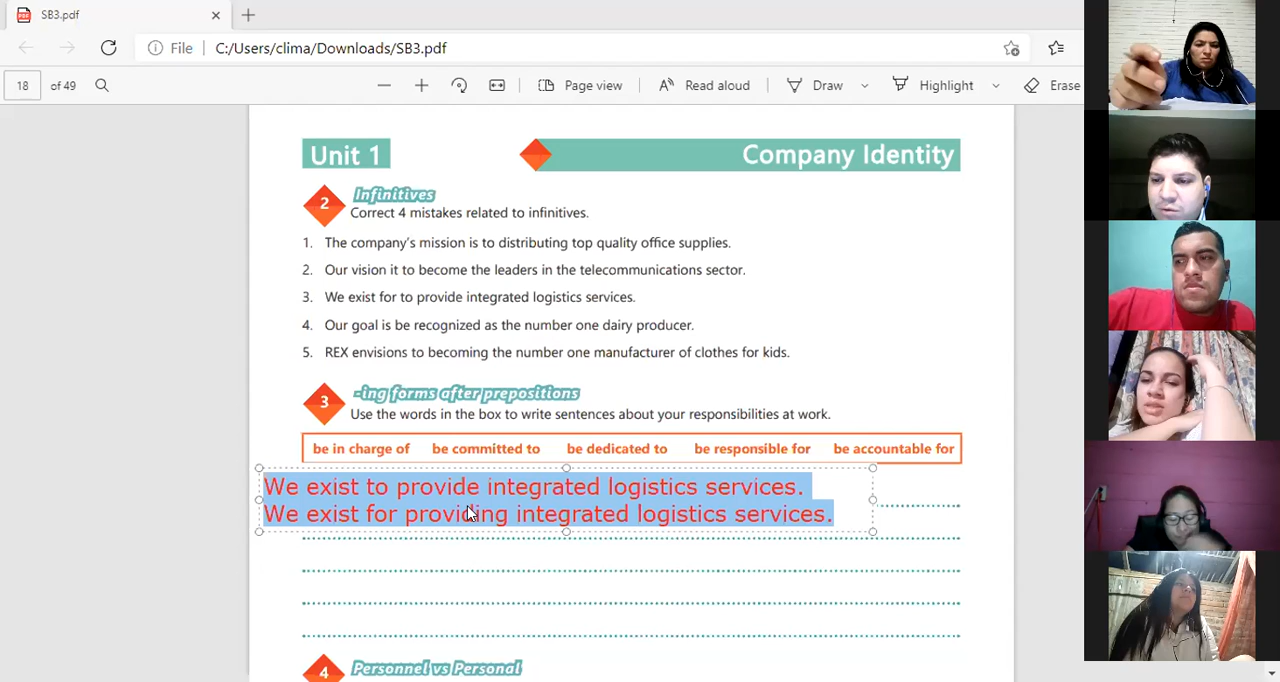 SB3.pdf
File
C:/Users/clima/Downloads/SB3.pdf
18 of 49
Page view
Read aloud
Draw
Highlight
Erase
Unit 1
Company Identity
2 Infinitives
Correct 4 mistakes related to infinitives.
1. The company's mission is to distributing top quality office supplies.
2. Our vision it to become the leaders in the telecommunications sector.
3. We exist for to provide integrated logistics services.
4. Our goal is be recognized as the number one dairy producer.
5. REX envisions to becoming the number one manufacturer of clothes for kids.
3 -ing forms after prepositions
Use the words in the box to write sentences about your responsibilities at work.
be in charge of be committed to be dedicated to be responsible for be accountable for
We exist to provide integrated logistics services.
We exist for providing integrated logistics services.
4 Personnel vs Personal